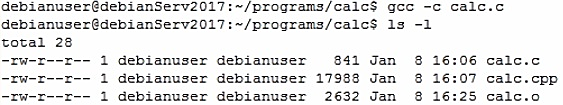 debianuser@debianServ2017:~/programs/calc$ gcc -c calc.c
debianuser@debianServ2017:~/programs/calc$ ls -l
total 28
-rw-r--r-- 1 debianuser debianuser   841 Jan  8 16:06 calc.c
-rw-r--r-- 1 debianuser debianuser 17988 Jan  8 16:07 calc.cpp
-rw-r--r-- 1 debianuser debianuser  2632 Jan  8 16:25 calc.o